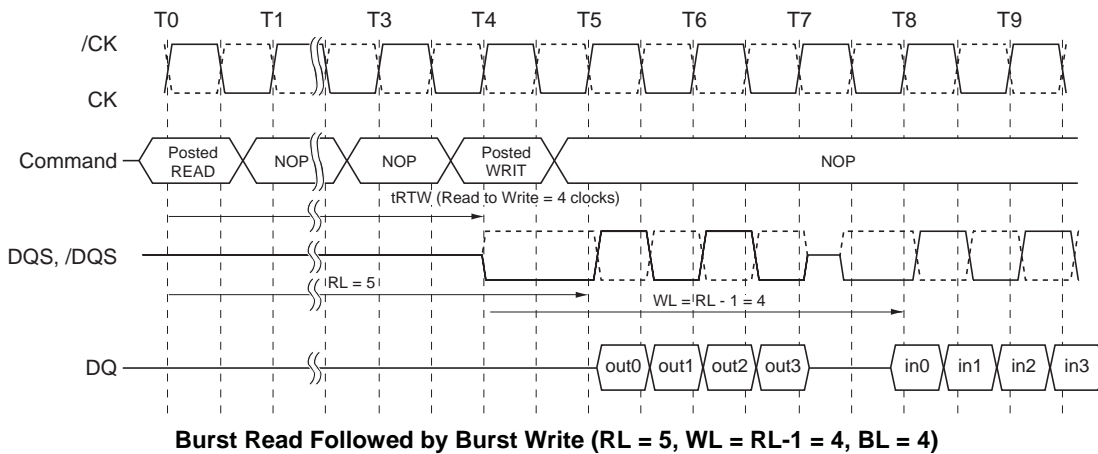 T0 T1 T3 T4 T5 T6 T7 T8 T9
/CK
CK
Command
Posted READ
NOP
NOP
Posted WRIT
NOP
tRTW (Read to Write = 4 clocks)
DQS, /DQS
RL = 5
WL = RL - 1 = 4
DQ
out0 out1 out2 out3 in0 in1 in2 in3
Burst Read Followed by Burst Write (RL = 5, WL = RL-1 = 4, BL = 4)